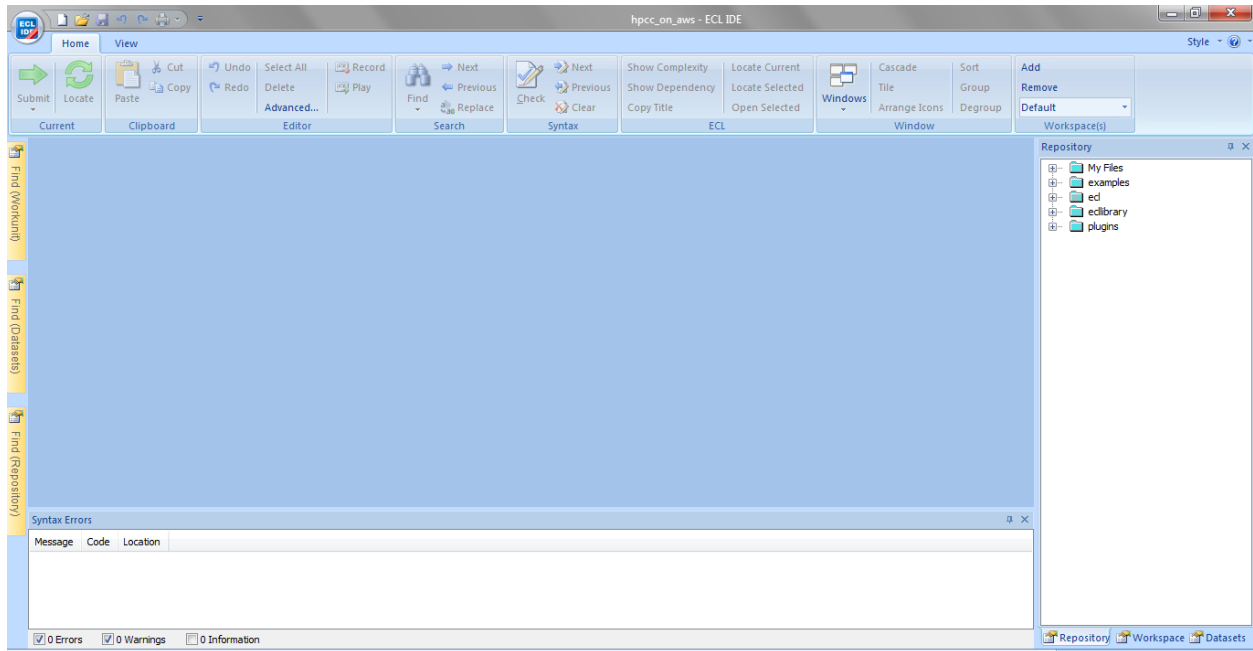 hpcc_on_aws - ECL IDE
ECL
IDE
Home View Style
Submit Locate
Current
Paste Cut
Copy
Clipboard
Undo Select All Record
Redo Delete Play
Advanced...
Editor
Find Next
Previous
Replace
Search
Check Next
Previous
Clear
Syntax
Show Complexity Locate Current
Show Dependency Locate Selected
Copy Title Open Selected
ECL
Windows Cascade Sort
Tile Group
Arrange Icons Degroup
Window
Add
Remove
Default
Workspace(s)
Find (Workunit)
Find (Datasets)
Find (Repository)
Repository
My Files
examples
ecl
ecllibrary
plugins
Syntax Errors
Message Code Location
0 Errors 0 Warnings 0 Information
Repository Workspace Datasets